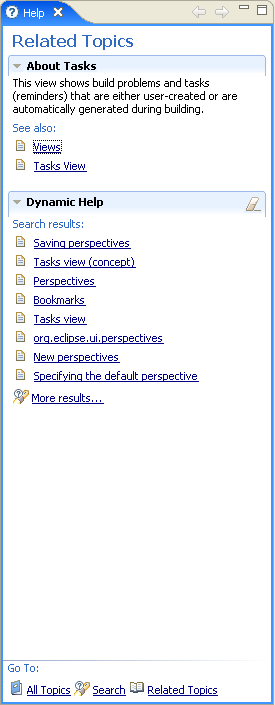 Help
Related Topics
About Tasks
This view shows build problems and tasks
(reminders) that are either user-created or are
automatically generated during building.
See also:
Views
Tasks View
Dynamic Help
Search results:
Saving perspectives
Tasks view (concept)
Perspectives
Bookmarks
Tasks view
org.eclipse.ui.perspectives
New perspectives
Specifying the default perspective
More results...
Go To:
All Topics Search Related Topics